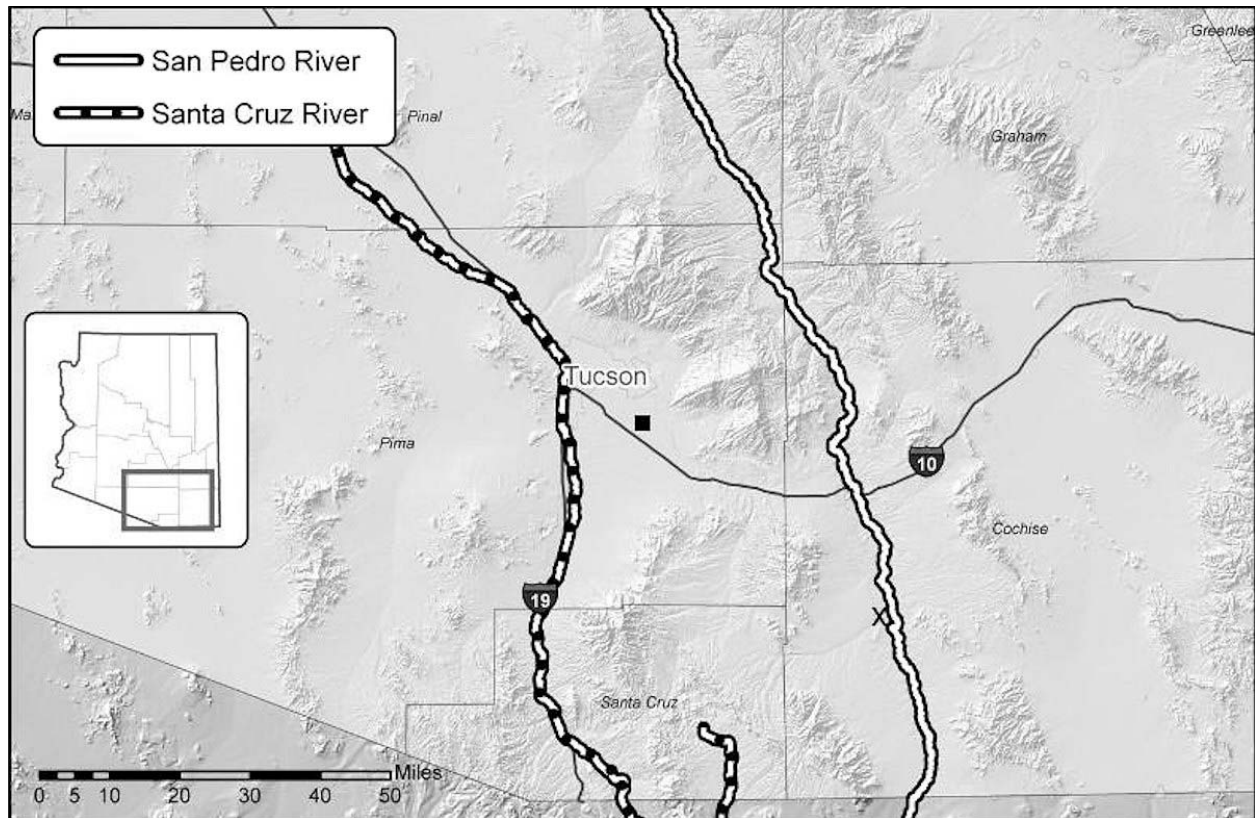 San Pedro River
Santa Cruz River
Greenlee
Pinal
Graham
Tucson
Pima
10
Cochise
19
X
Santa Cruz
Miles
0 5 10 20 30 40 50